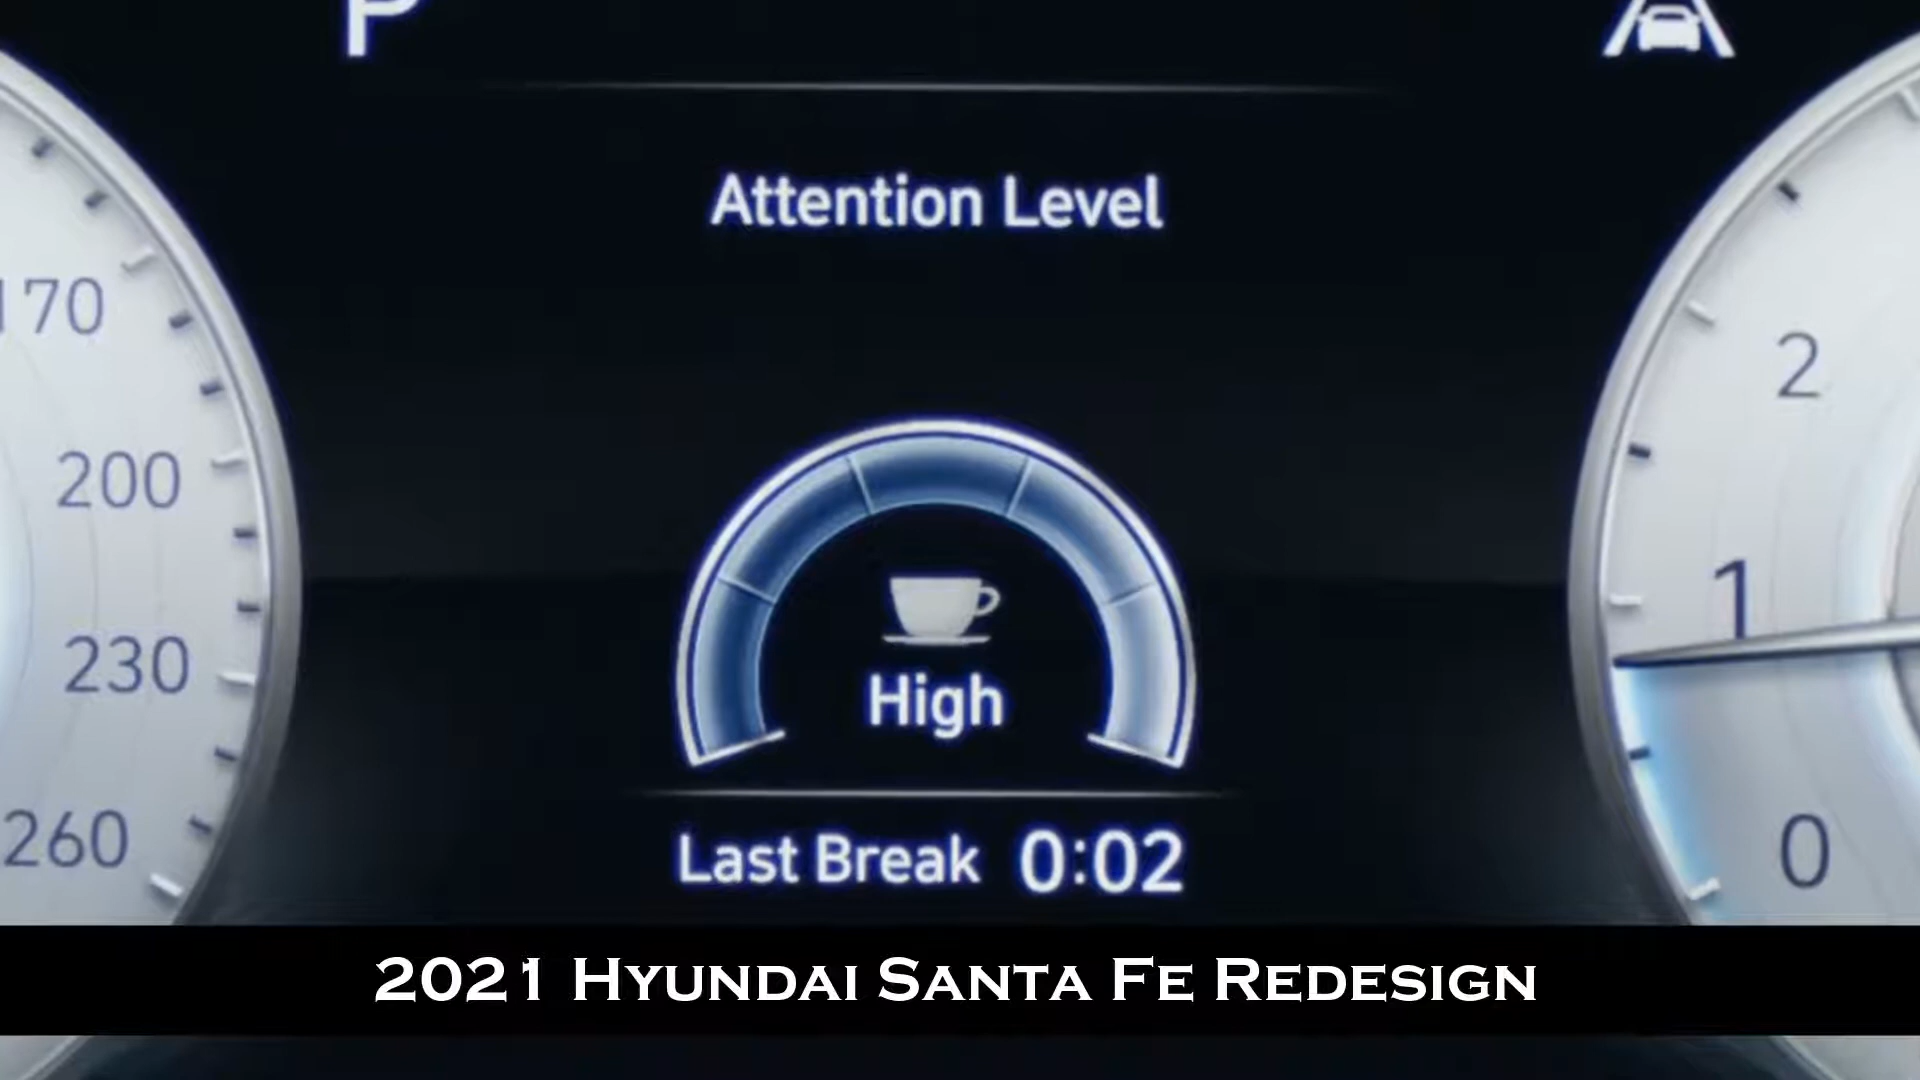 P
Attention Level
170
2
200
1
High
230
0
Last Break 0:02
260
2021 Hyundai Santa Fe Redesign